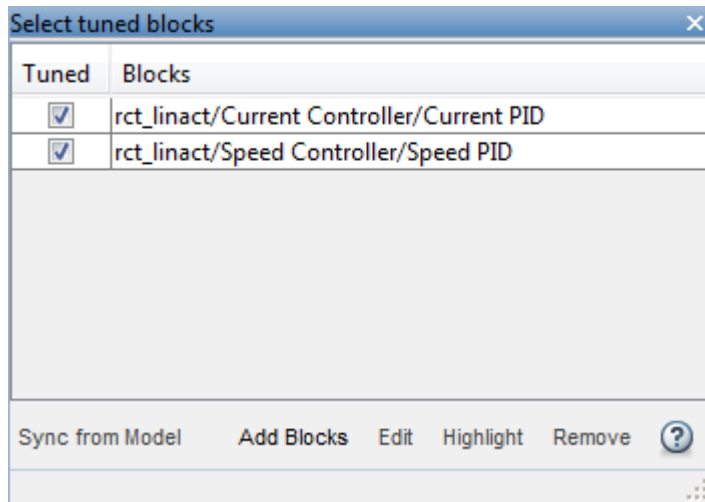 Select tuned blocks
Tuned Blocks
rct_linact/Current Controller/Current PID
rct_linact/Speed Controller/Speed PID
Sync from Model Add Blocks Edit Highlight Remove ?